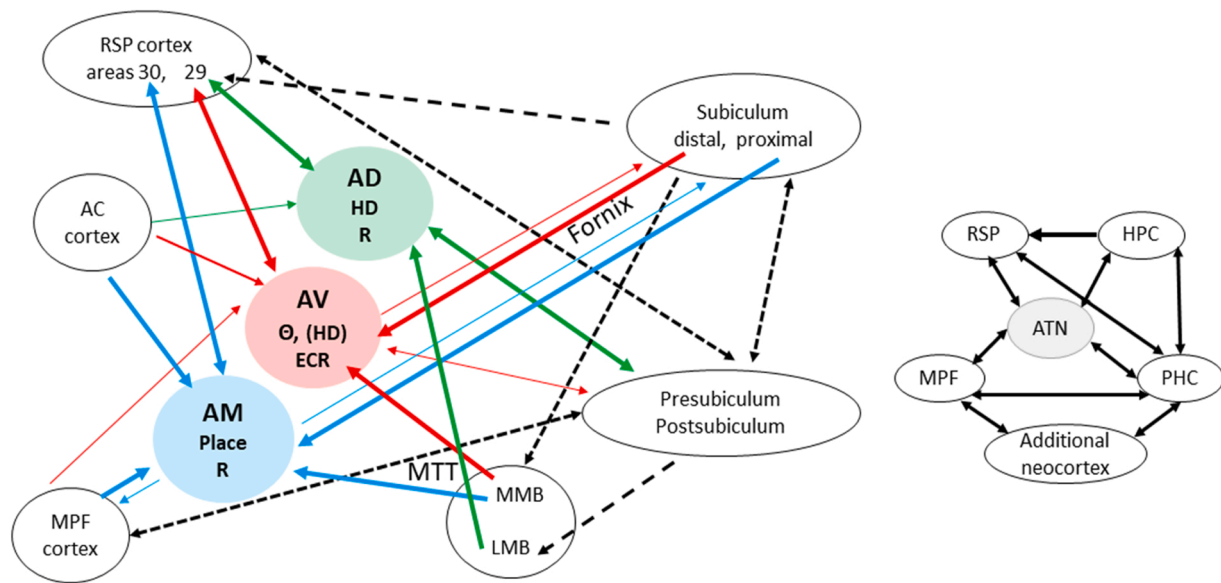 RSP cortex
areas 30, 29
Subiculum
distal, proximal
AD
HD
R
Fornix
AC
cortex
AV
Θ, (HD)
ECR
AM
Place
R
Presubiculum
Postsubiculum
MTT
MMB
LMB
MPF
cortex
RSP
HPC
ATN
MPF
PHC
Additional
neocortex